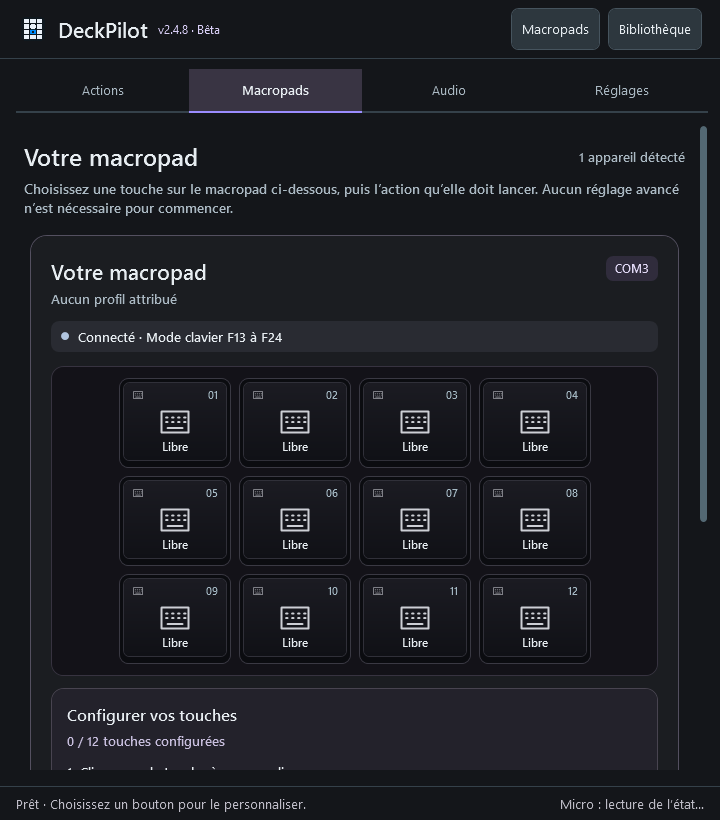 DeckPilot v2.4.8 · Bêta
Macropads Bibliothèque
Actions Macropads Audio Réglages
Votre macropad
1 appareil détecté
Choisissez une touche sur le macropad ci-dessous, puis l'action qu'elle doit lancer. Aucun réglage avancé
n'est nécessaire pour commencer.
Votre macropad
COM3
Aucun profil attribué
Connecté · Mode clavier F13 à F24
01 02 03 04
Libre Libre Libre Libre
05 06 07 08
Libre Libre Libre Libre
09 10 11 12
Libre Libre Libre Libre
Configurer vos touches
0 / 12 touches configurées
Prêt · Choisissez un bouton pour le personnaliser.
Micro : lecture de l'état...